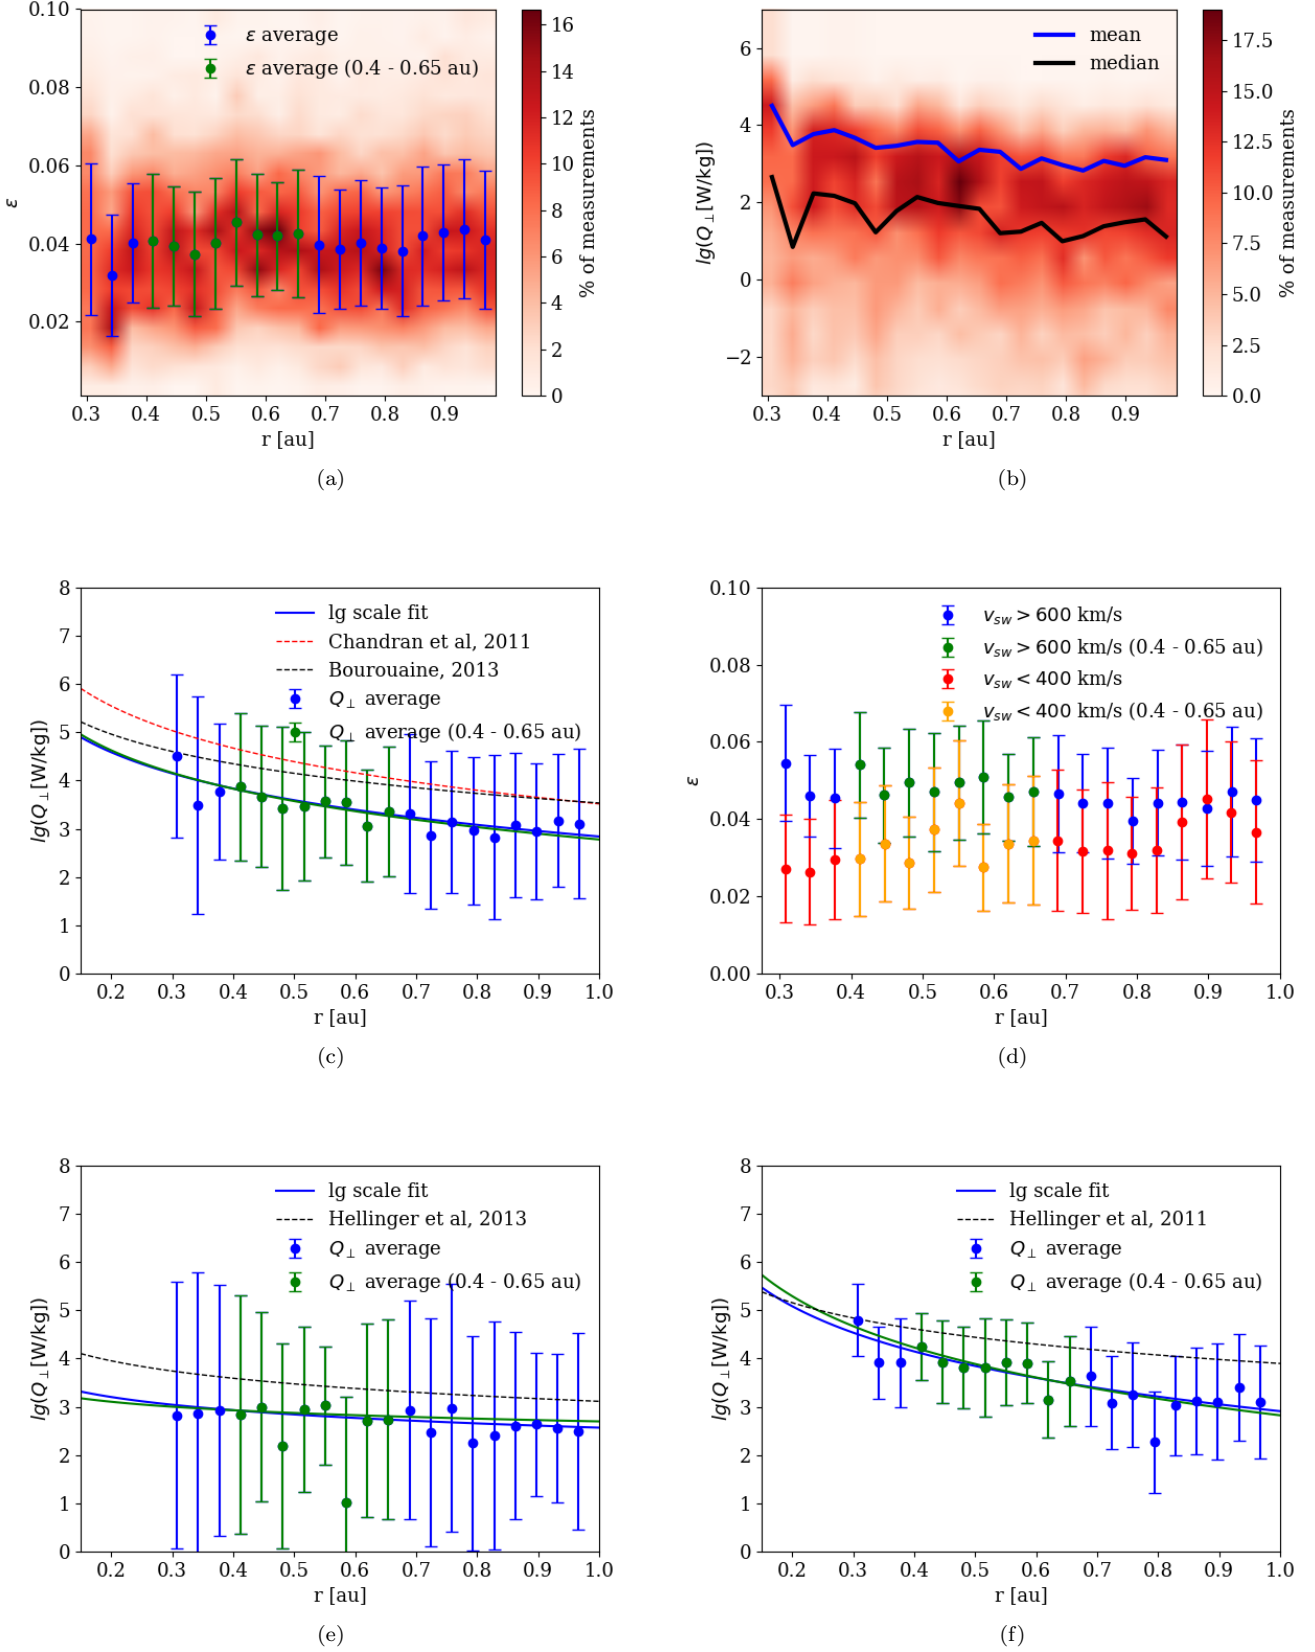 0.10
0.08
0.06
0.04
0.02
ε
ε average
ε average (0.4 - 0.65 au)
0.3 0.4 0.5 0.6 0.7 0.8 0.9
r [au]
16
14
12
10
8
6
4
2
0
% of measurements
(a)
6
4
2
0
−2
lg(Q⊥[W/kg])
mean
median
0.3 0.4 0.5 0.6 0.7 0.8 0.9
r [au]
17.5
15.0
12.5
10.0
7.5
5.0
2.5
0.0
% of measurements
(b)
8
7
6
5
4
3
2
1
0
lg(Q⊥[W/kg])
lg scale fit
Chandran et al, 2011
Bourouaine, 2013
Q⊥ average
Q⊥ average (0.4 - 0.65 au)
0.2 0.3 0.4 0.5 0.6 0.7 0.8 0.9 1.0
r [au]
(c)
0.10
0.08
0.06
0.04
0.02
0.00
ε
vsw > 600 km/s
vsw > 600 km/s (0.4 - 0.65 au)
vsw < 400 km/s
vsw < 400 km/s (0.4 - 0.65 au)
0.3 0.4 0.5 0.6 0.7 0.8 0.9 1.0
r [au]
(d)
8
7
6
5
4
3
2
1
0
lg(Q⊥[W/kg])
lg scale fit
Hellinger et al, 2013
Q⊥ average
Q⊥ average (0.4 - 0.65 au)
0.2 0.3 0.4 0.5 0.6 0.7 0.8 0.9 1.0
r [au]
(e)
8
7
6
5
4
3
2
1
0
lg(Q⊥[W/kg])
lg scale fit
Hellinger et al, 2011
Q⊥ average
Q⊥ average (0.4 - 0.65 au)
0.2 0.3 0.4 0.5 0.6 0.7 0.8 0.9 1.0
r [au]
(f)